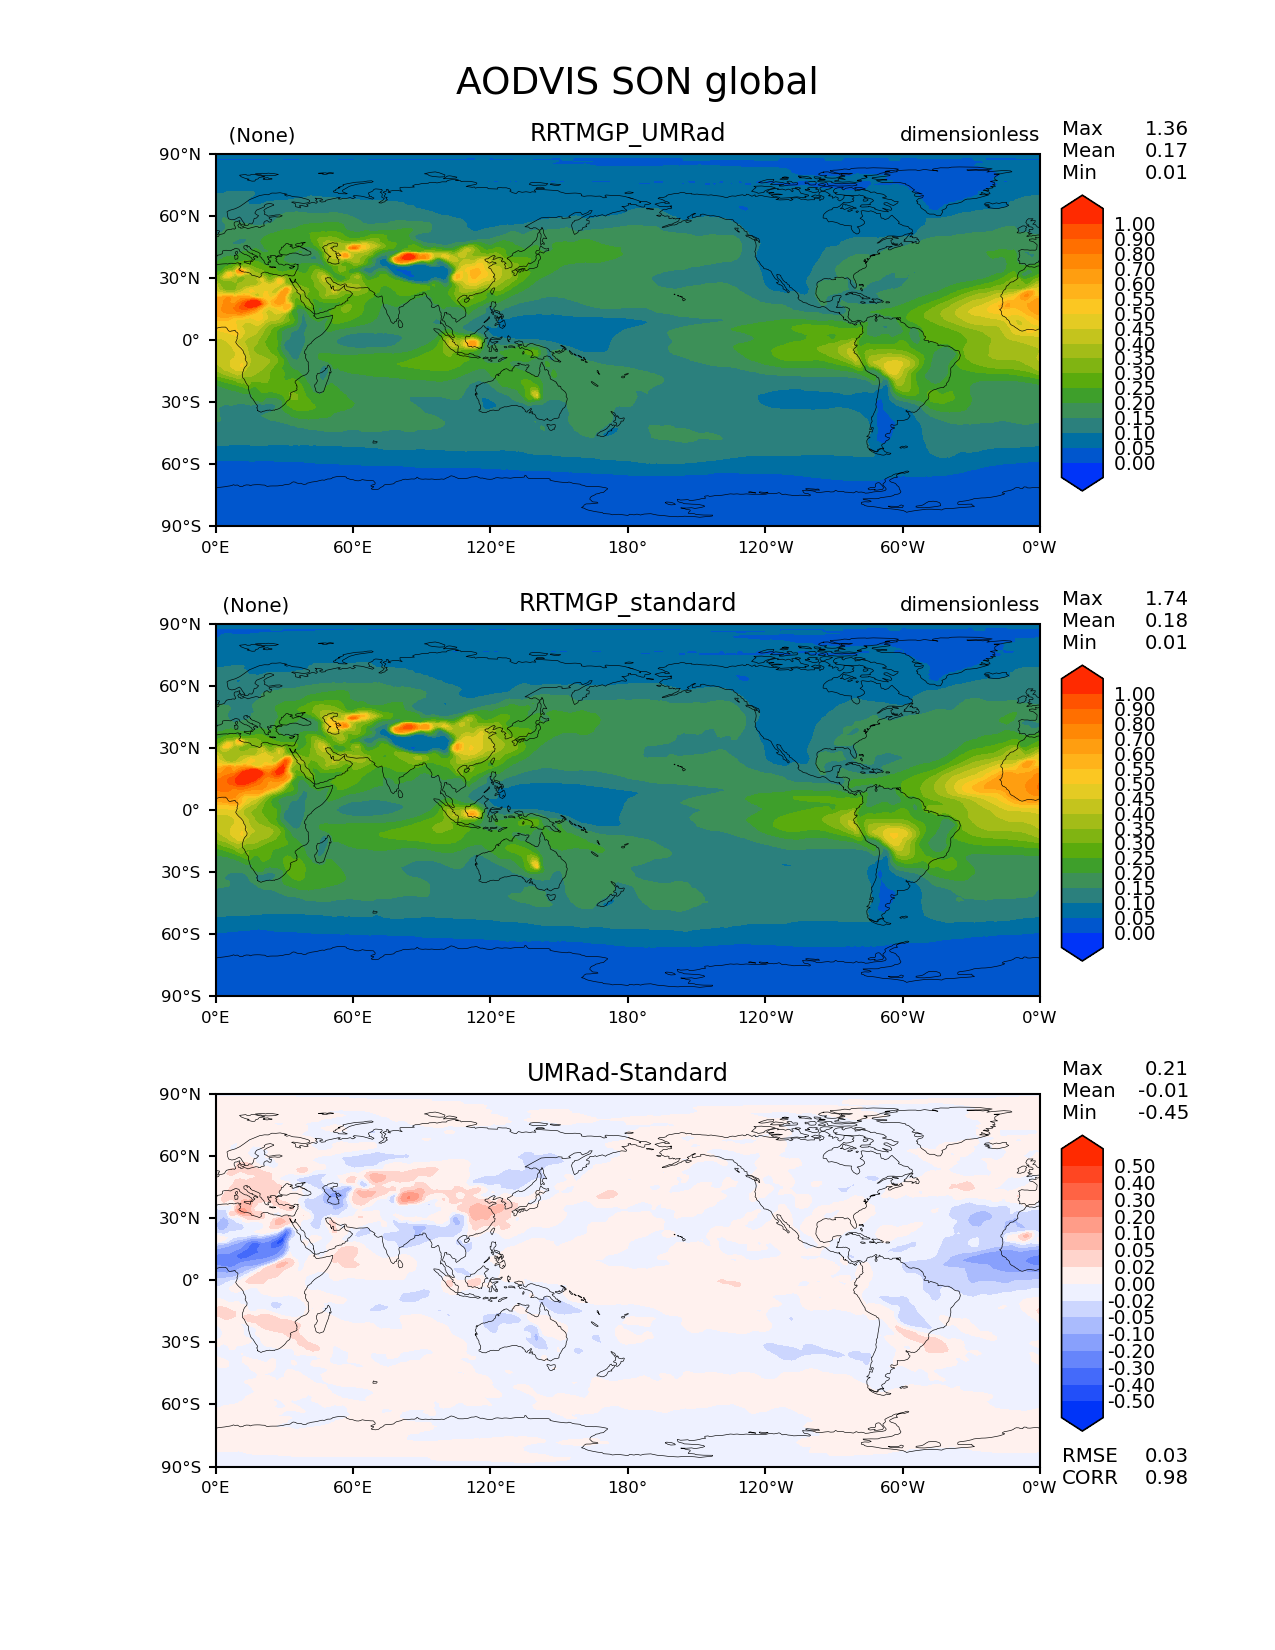 AODVIS SON global
(None) RRTMGP_UMRad dimensionless
Max 1.36
Mean 0.17
Min 0.01
90°N
60°N
30°N
0°
30°S
60°S
90°S
0°E 60°E 120°E 180° 120°W 60°W 0°W
1.00
0.90
0.80
0.70
0.60
0.55
0.50
0.45
0.40
0.35
0.30
0.25
0.20
0.15
0.10
0.05
0.00
(None) RRTMGP_standard dimensionless
Max 1.74
Mean 0.18
Min 0.01
90°N
60°N
30°N
0°
30°S
60°S
90°S
0°E 60°E 120°E 180° 120°W 60°W 0°W
1.00
0.90
0.80
0.70
0.60
0.55
0.50
0.45
0.40
0.35
0.30
0.25
0.20
0.15
0.10
0.05
0.00
UMRad-Standard
Max 0.21
Mean -0.01
Min -0.45
90°N
60°N
30°N
0°
30°S
60°S
90°S
0°E 60°E 120°E 180° 120°W 60°W 0°W
0.50
0.40
0.30
0.20
0.10
0.05
0.02
0.00
-0.02
-0.05
-0.10
-0.20
-0.30
-0.40
-0.50
RMSE 0.03
CORR 0.98